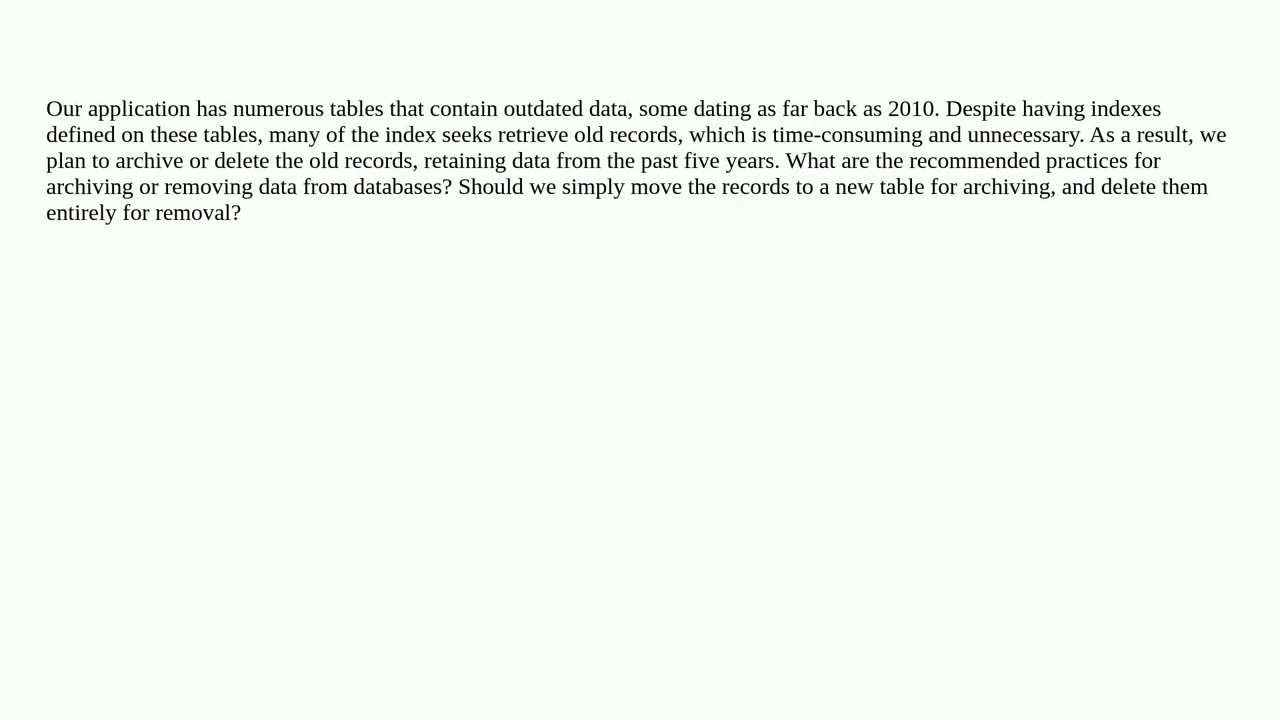 Our application has numerous tables that contain outdated data, some dating as far back as 2010. Despite having indexes
defined on these tables, many of the index seeks retrieve old records, which is time-consuming and unnecessary. As a result, we
plan to archive or delete the old records, retaining data from the past five years. What are the recommended practices for
archiving or removing data from databases? Should we simply move the records to a new table for archiving, and delete them
entirely for removal?